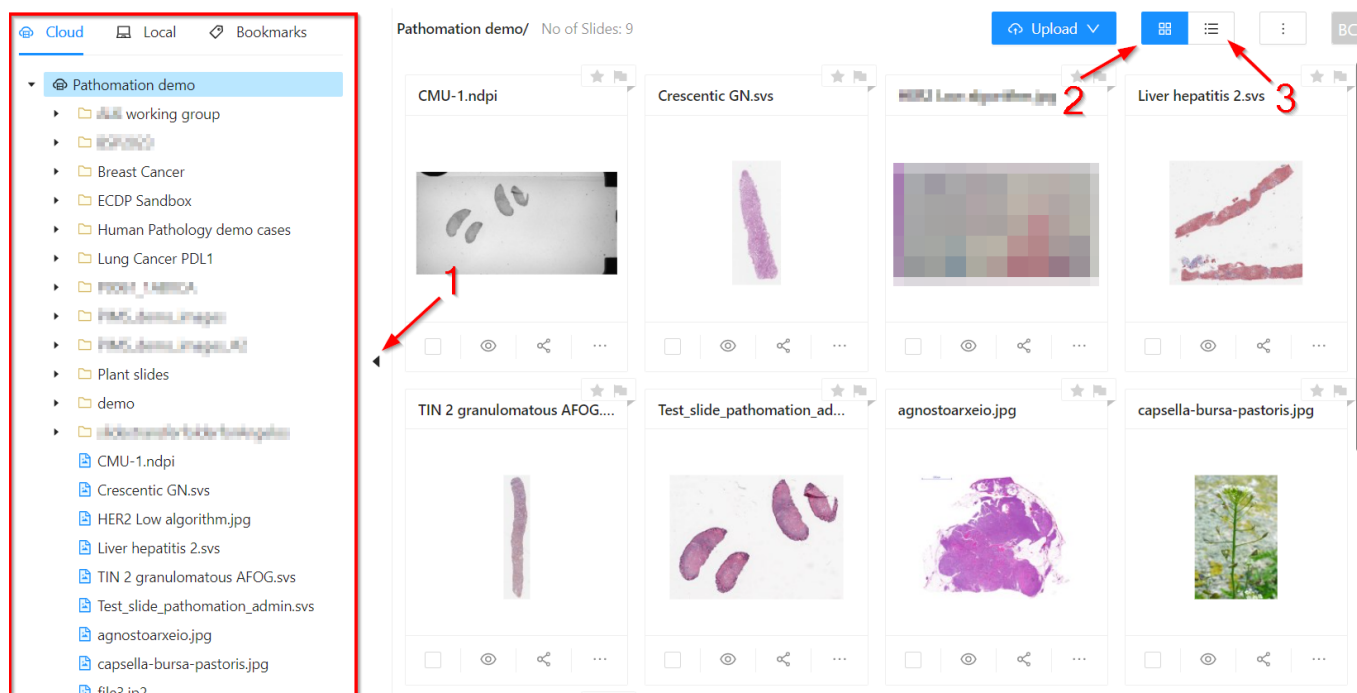 Cloud Local Bookmarks
Pathomation demo
working group
Breast Cancer
ECDP Sandbox
Human Pathology demo cases
Lung Cancer PDL1
Plant slides
demo
CMU-1.ndpi
Crescentic GN.svs
HER2 Low algorithm.jpg
Liver hepatitis 2.svs
TIN 2 granulomatous AFOG.svs
Test_slide_pathomation_admin.svs
agnostoarxeio.jpg
capsella-bursa-pastoris.jpg
file3.jp2
1
Pathomation demo/ No of Slides: 9
Upload
BC
2
3
CMU-1.ndpi
Crescentic GN.svs
Liver hepatitis 2.svs
TIN 2 granulomatous AFOG....
Test_slide_pathomation_ad...
agnostoarxeio.jpg
capsella-bursa-pastoris.jpg